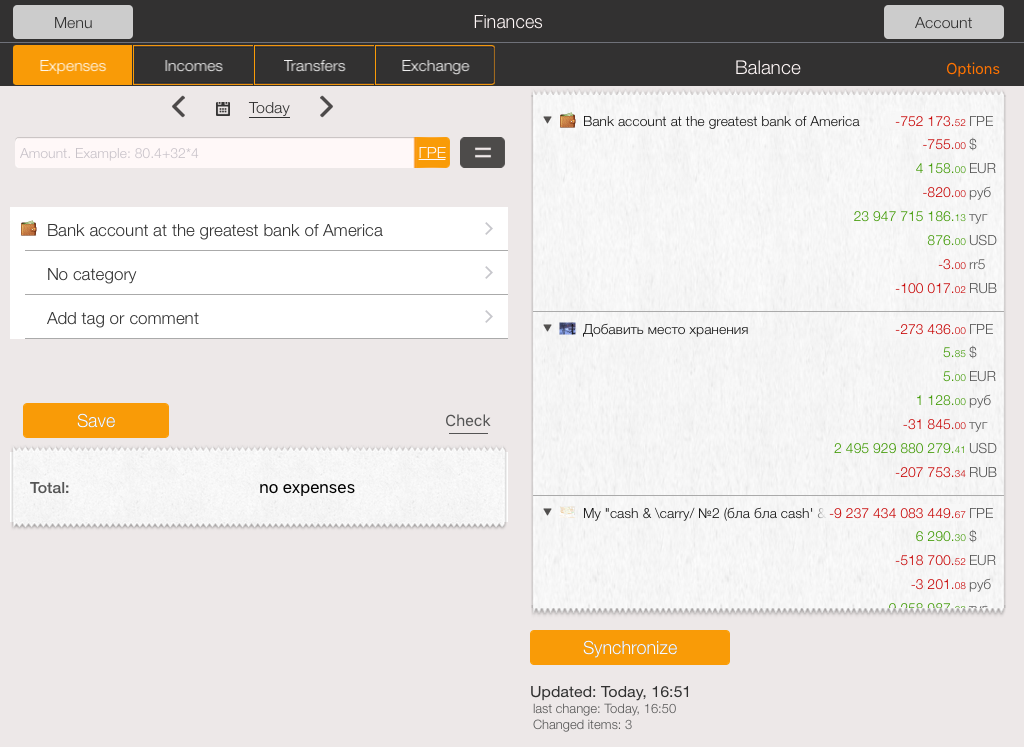 Menu
Finances
Account
Expenses
Incomes
Transfers
Exchange
Balance
Options
Today
Amount. Example: 80.4+32*4
ГРЕ
=
Bank account at the greatest bank of America
No category
Add tag or comment
Save
Check
Total:
no expenses
Bank account at the greatest bank of America -752 173.52 ГРЕ
-755.00 $
4 158.00 EUR
-820.00 руб
23 947 715 186.13 туг
876.00 USD
-3.00 rr5
-100 017.02 RUB
Добавить место хранения -273 436.00 ГРЕ
5.85 $
5.00 EUR
1 128.00 руб
-31 845.00 туг
2 495 929 880 279.41 USD
-207 753.34 RUB
My "cash & \carry/ №2 (бла бла cash' & -9 237 434 083 449.67 ГРЕ
6 290.30 $
-518 700.52 EUR
-3 201.08 руб
Synchronize
Updated: Today, 16:51
last change: Today, 16:50
Changed items: 3